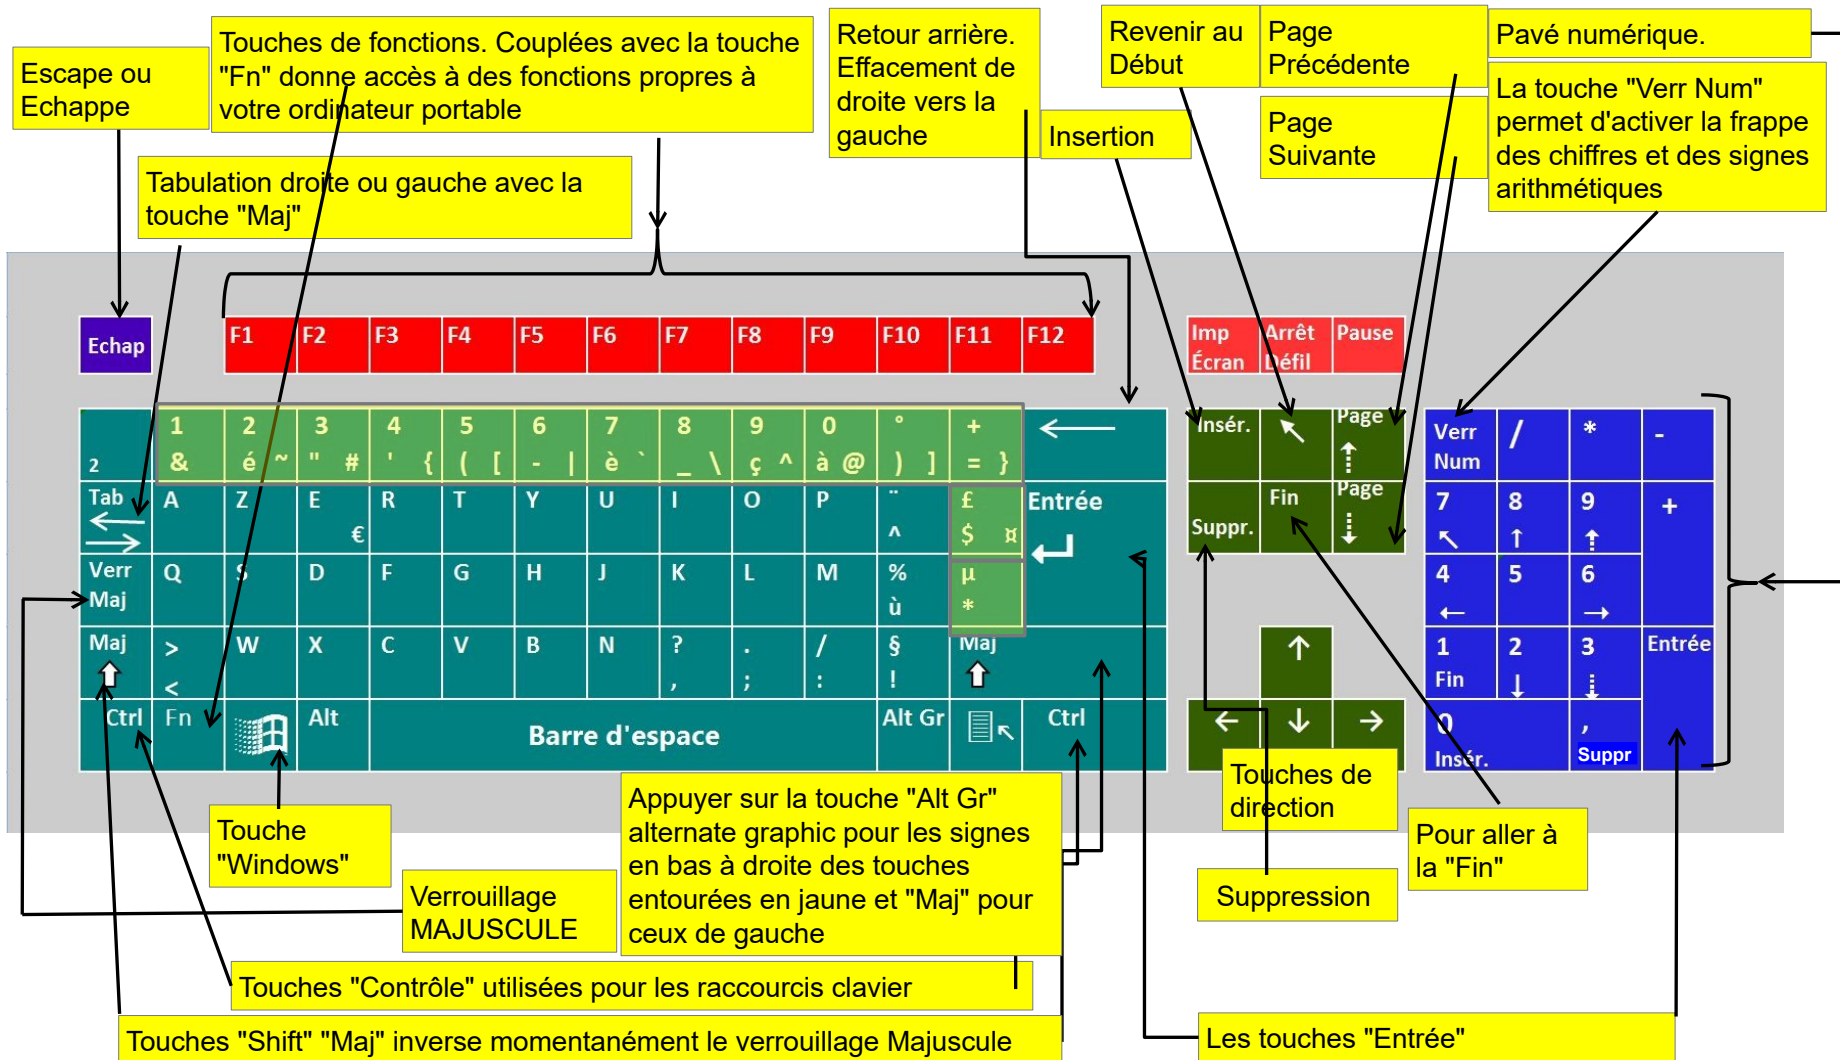 Escape ou
Echappe
Touches de fonctions. Couplées avec la touche
"Fn" donne accès à des fonctions propres à
votre ordinateur portable
Tabulation droite ou gauche avec la
touche "Maj"
Retour arrière.
Effacement de
droite vers la
gauche
Insertion
Revenir au
Début
Page
Précédente
Page
Suivante
Pavé numérique.
La touche "Verr Num"
permet d'activer la frappe
des chiffres et des signes
arithmétiques
Echap
F1 F2 F3 F4 F5 F6 F7 F8 F9 F10 F11 F12
Imp
Écran
Arrêt
Défil
Pause
2
1 2 3 4 5 6 7 8 9 0 ° +
& é ~ " # ' { ( [ - | è ` _ \ ç ^ à @ ) ] = }
←
Insér.
↖
Page
⇡
Verr
Num
/ * -
Tab
A Z E R T Y U I O P ¨ £
€ ^ $ ¤
Entrée
Suppr.
Fin
Page
⇣
7 8 9 +
↖ ↑ ⇡
Verr
Maj
Q S D F G H J K L M % µ
ù *
4 5 6
← →
Maj
> W X C V B N ? . / § Maj
< , ; : !
↑
1 2 3 Entrée
Fin ↓ ⇣
Ctrl Fn Alt Barre d'espace Alt Gr Ctrl
← ↓ →
0 ,
Insér. Suppr
Touche
"Windows"
Verrouillage
MAJUSCULE
Appuyer sur la touche "Alt Gr"
alternate graphic pour les signes
en bas à droite des touches
entourées en jaune et "Maj" pour
ceux de gauche
Touches de
direction
Suppression
Pour aller à
la "Fin"
Touches "Contrôle" utilisées pour les raccourcis clavier
Touches "Shift" "Maj" inverse momentanément le verrouillage Majuscule
Les touches "Entrée"